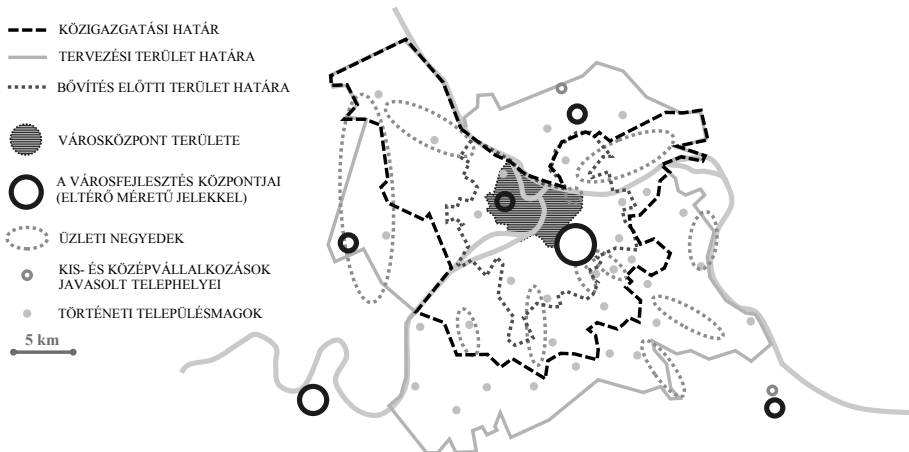 KÖZIGAZGATÁSI HATÁR
TERVEZÉSI TERÜLET HATÁRA
BŐVÍTÉS ELŐTTI TERÜLET HATÁRA
VÁROSKÖZPONT TERÜLETE
A VÁROSFEJLESZTÉS KÖZPONTJAI
(ELTÉRŐ MÉRETŰ JELEKKEL)
ÜZLETI NEGYEDEK
KIS- ÉS KÖZÉPVÁLLALKOZÁSOK
JAVASOLT TELEPHELYEI
TÖRTÉNETI TELEPÜLÉSMAGOK
5 km